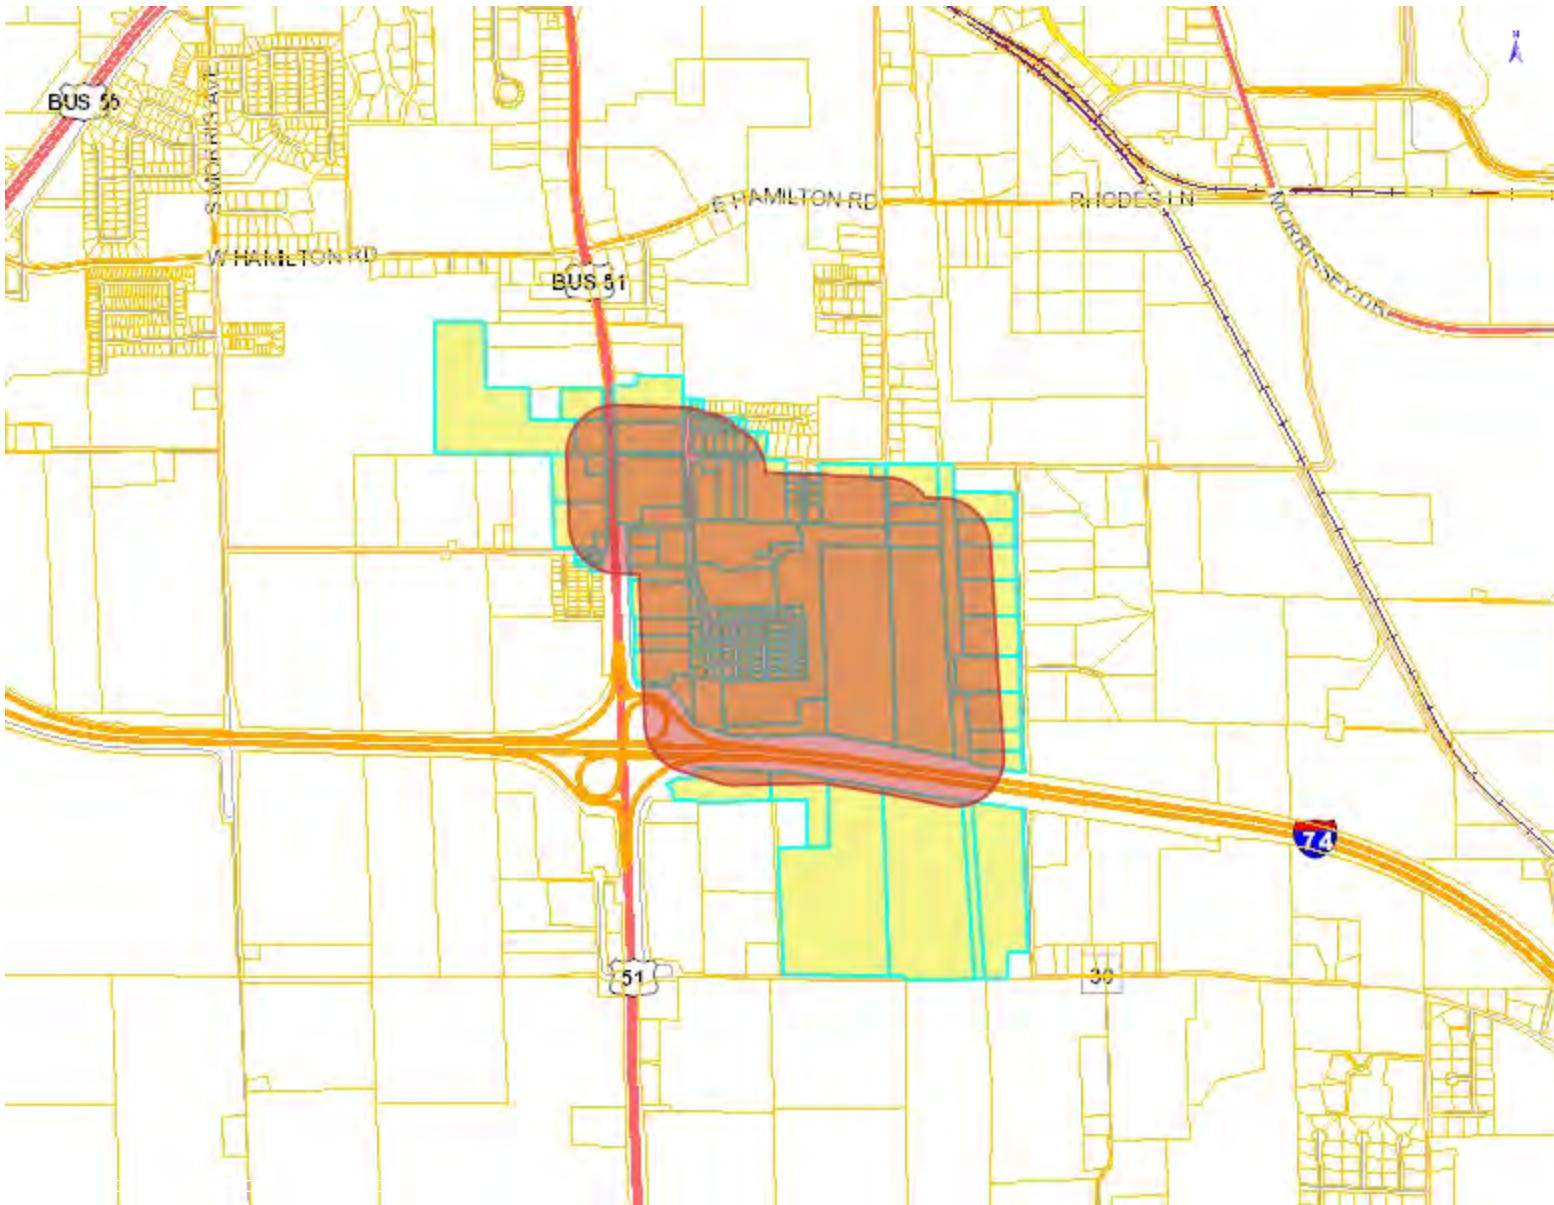 N
BUS 55
S MORRIS AVE
E HAMILTON RD
RHODES LN
W HAMILTON RD
BUS 51
MORRISSEY DR
74
51
30